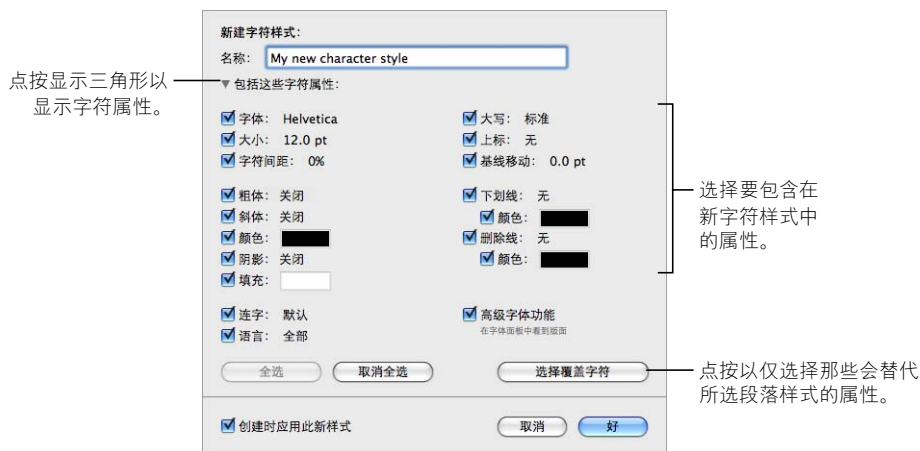 新建字符样式：
名称： My new character style
点按显示三角形以
显示字符属性。
▼ 包括这些字符属性：
字体： Helvetica
大写： 标准
大小： 12.0 pt
上标： 无
字符间距： 0%
基线移动： 0.0 pt
粗体： 关闭
下划线： 无
斜体： 关闭
颜色：
颜色：
删除线： 无
阴影： 关闭
颜色：
填充：
选择要包含在
新字符样式中
的属性。
连字： 默认
高级字体功能
在字体面板中看到版面
语言： 全部
全选
取消全选
选择覆盖字符
点按以仅选择那些会替代
所选段落样式的属性。
创建时应用此新样式
取消
好